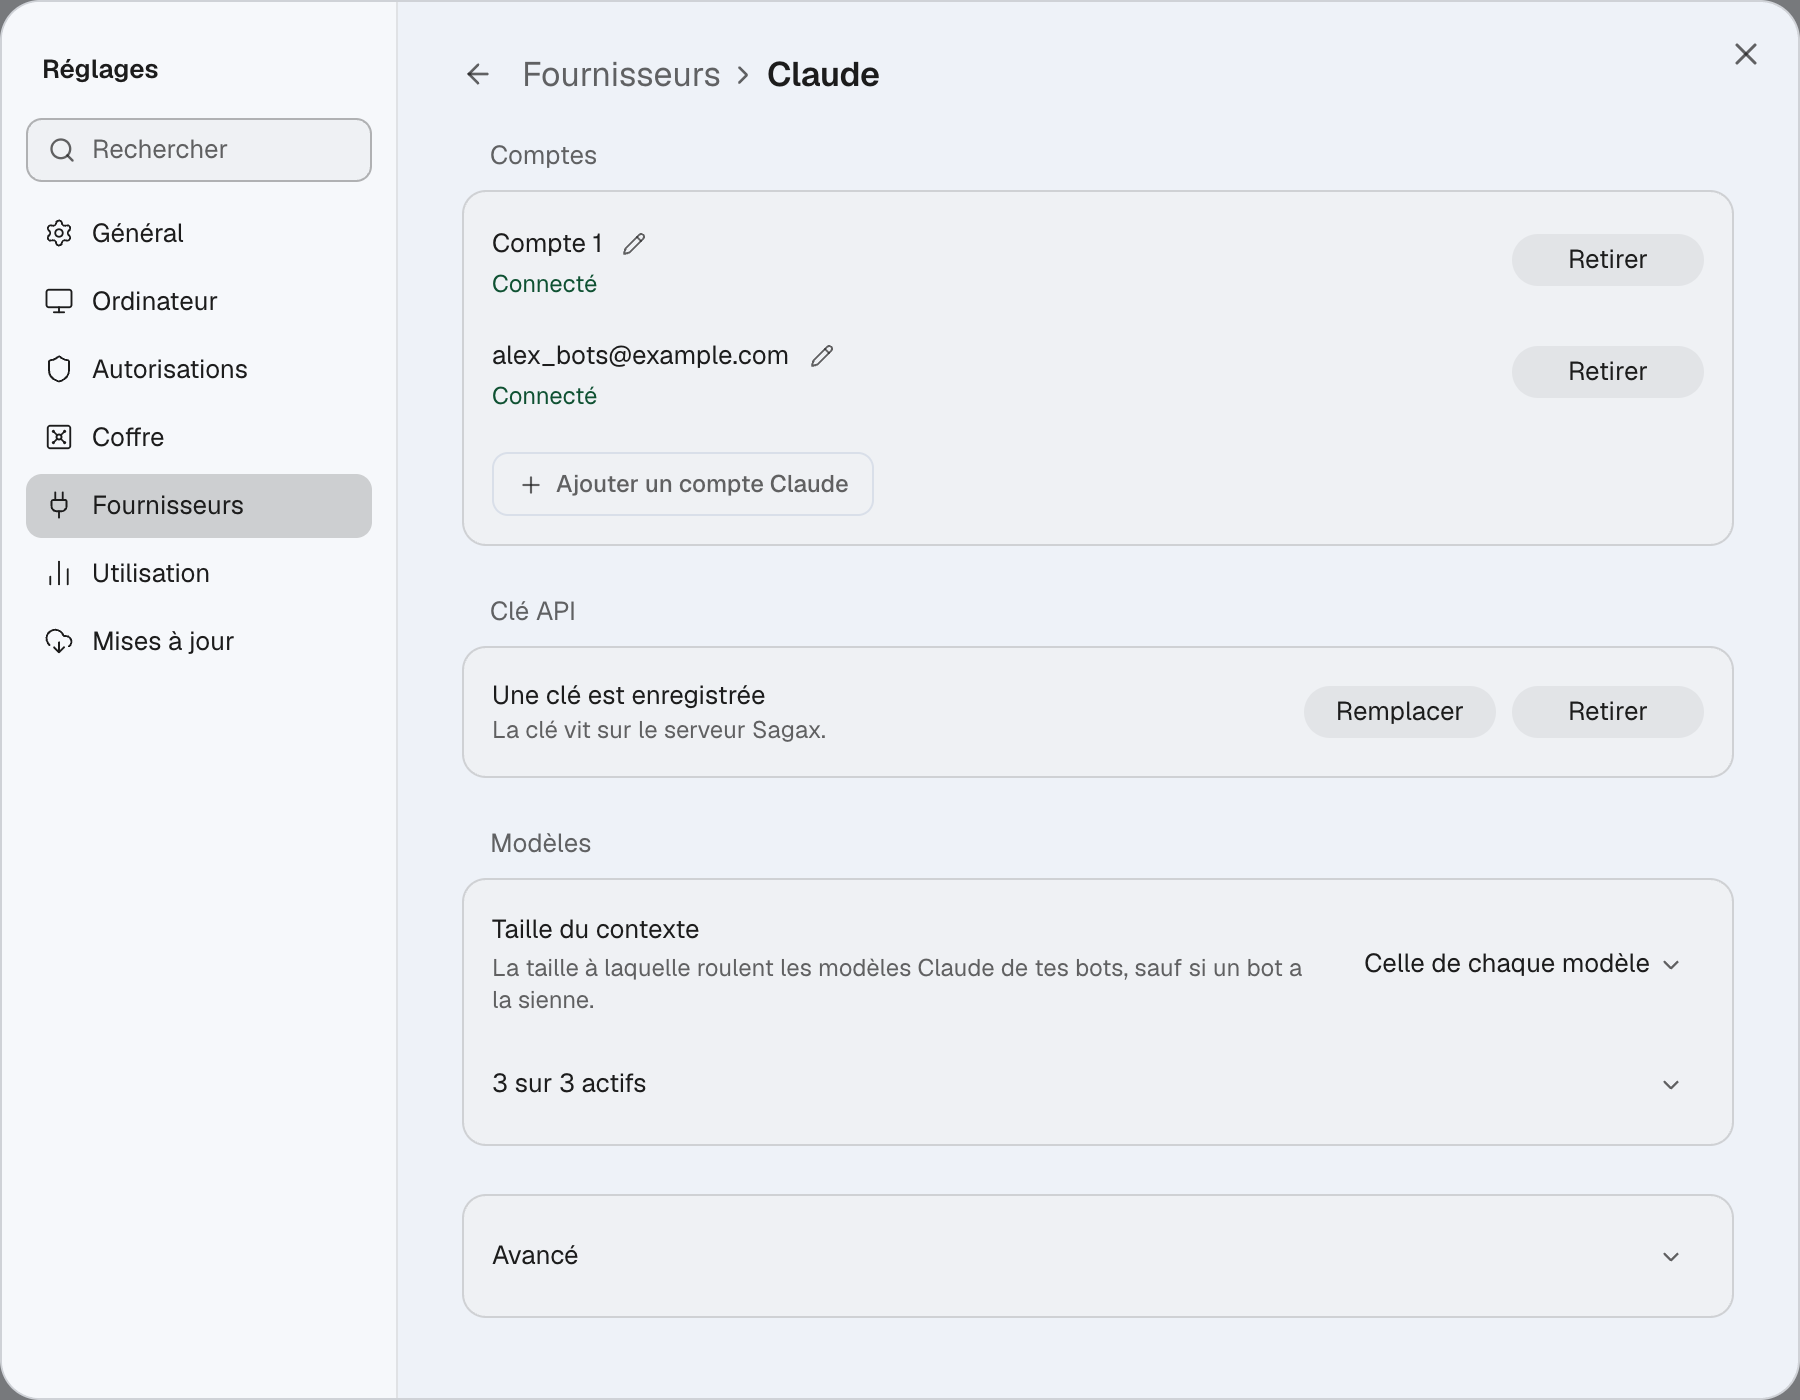 Réglages
Rechercher
Général
Ordinateur
Autorisations
Coffre
Fournisseurs
Utilisation
Mises à jour
Fournisseurs > Claude
Comptes
Compte 1
Connecté
Retirer
alex_bots@example.com
Connecté
Retirer
+ Ajouter un compte Claude
Clé API
Une clé est enregistrée
La clé vit sur le serveur Sagax.
Remplacer
Retirer
Modèles
Taille du contexte
La taille à laquelle roulent les modèles Claude de tes bots, sauf si un bot a
la sienne.
Celle de chaque modèle
3 sur 3 actifs
Avancé